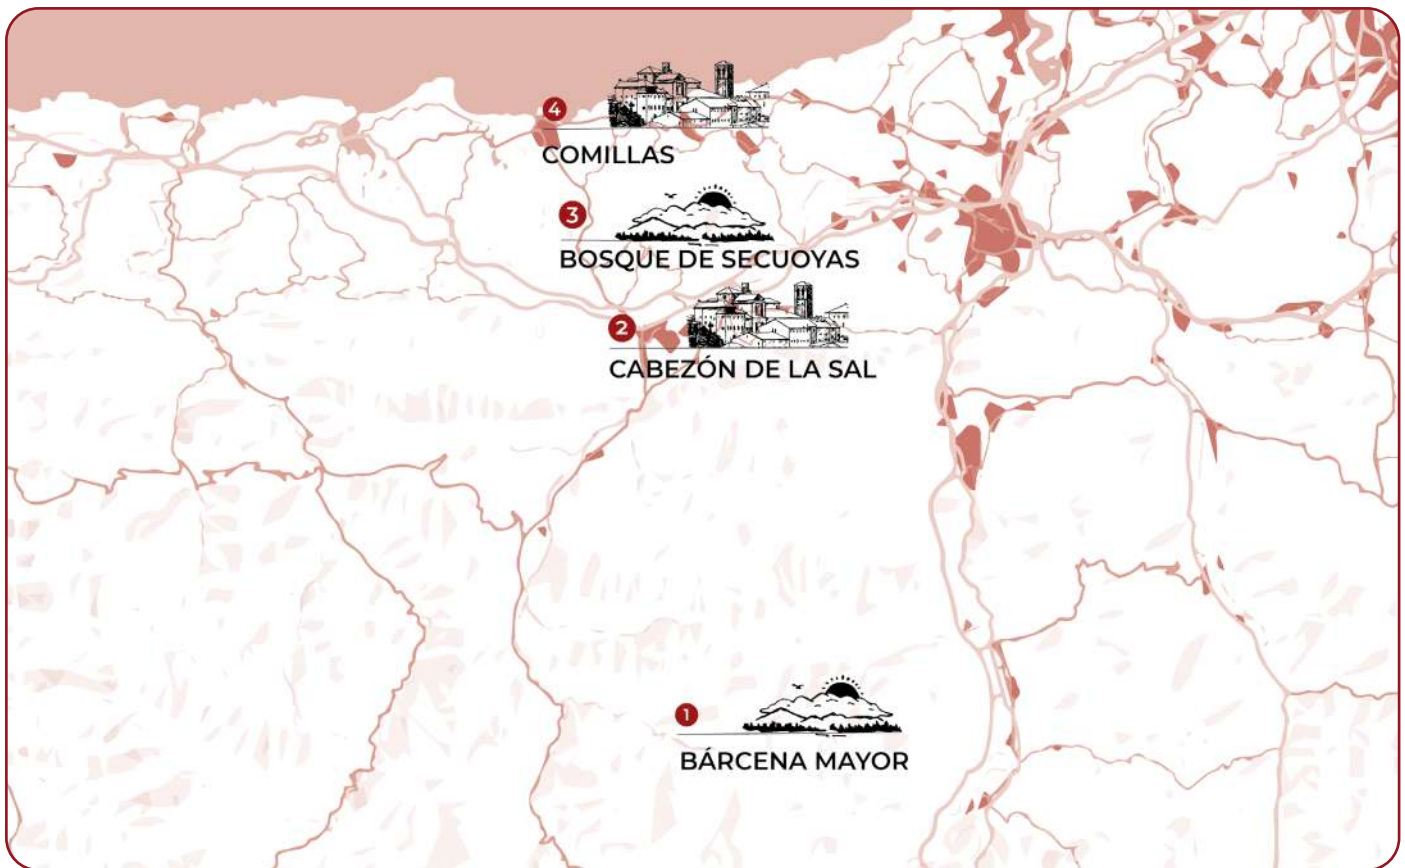 4
COMILLAS
3
BOSQUE DE SECUOYAS
2
CABEZÓN DE LA SAL
1
BÁRCENA MAYOR